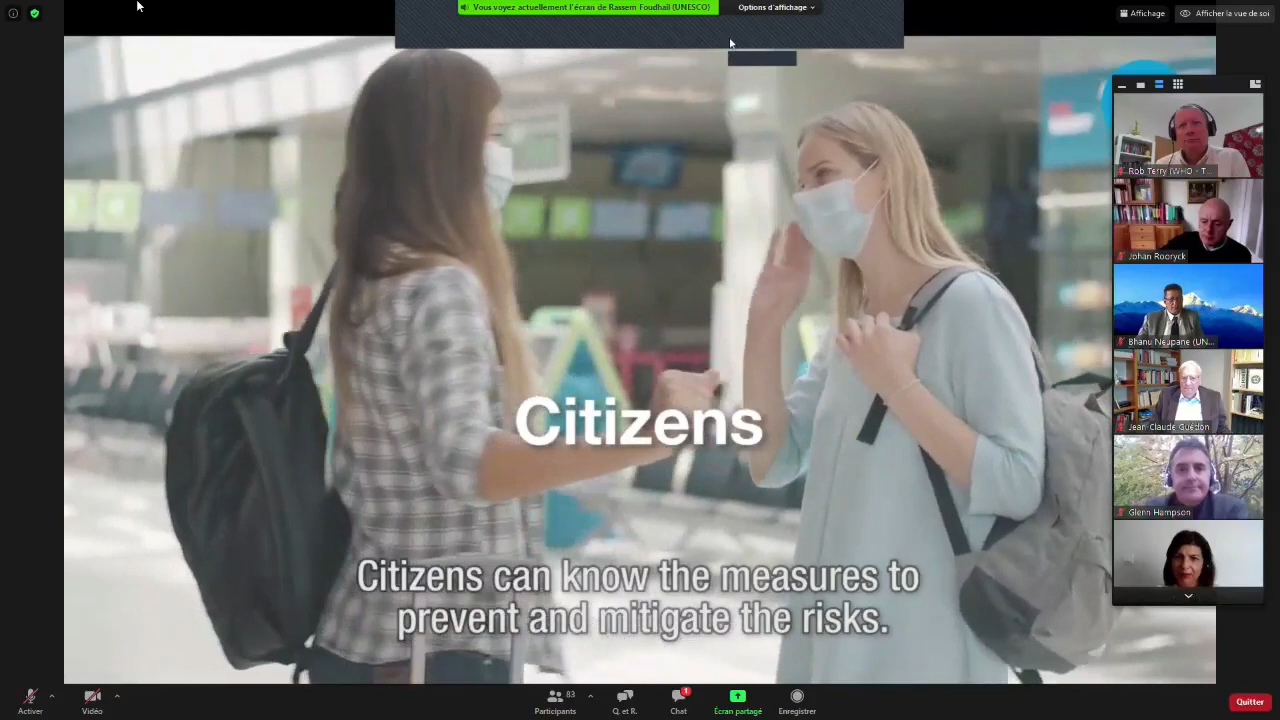 Vous voyez actuellement l'écran de Rassem Foudhail (UNESCO)
Options d'affichage
Affichage
Afficher la vue de soi
Rob Terry (WHO - T...
Johan Rooryck
Bhanu Neupane (UN...
Jean-Claude Guédon
Glenn Hampson
Citizens
Citizens can know the measures to
prevent and mitigate the risks.
Activer
Vidéo
83
Participants
Q. et R.
1
Chat
Écran partagé
Enregistrer
Quitter